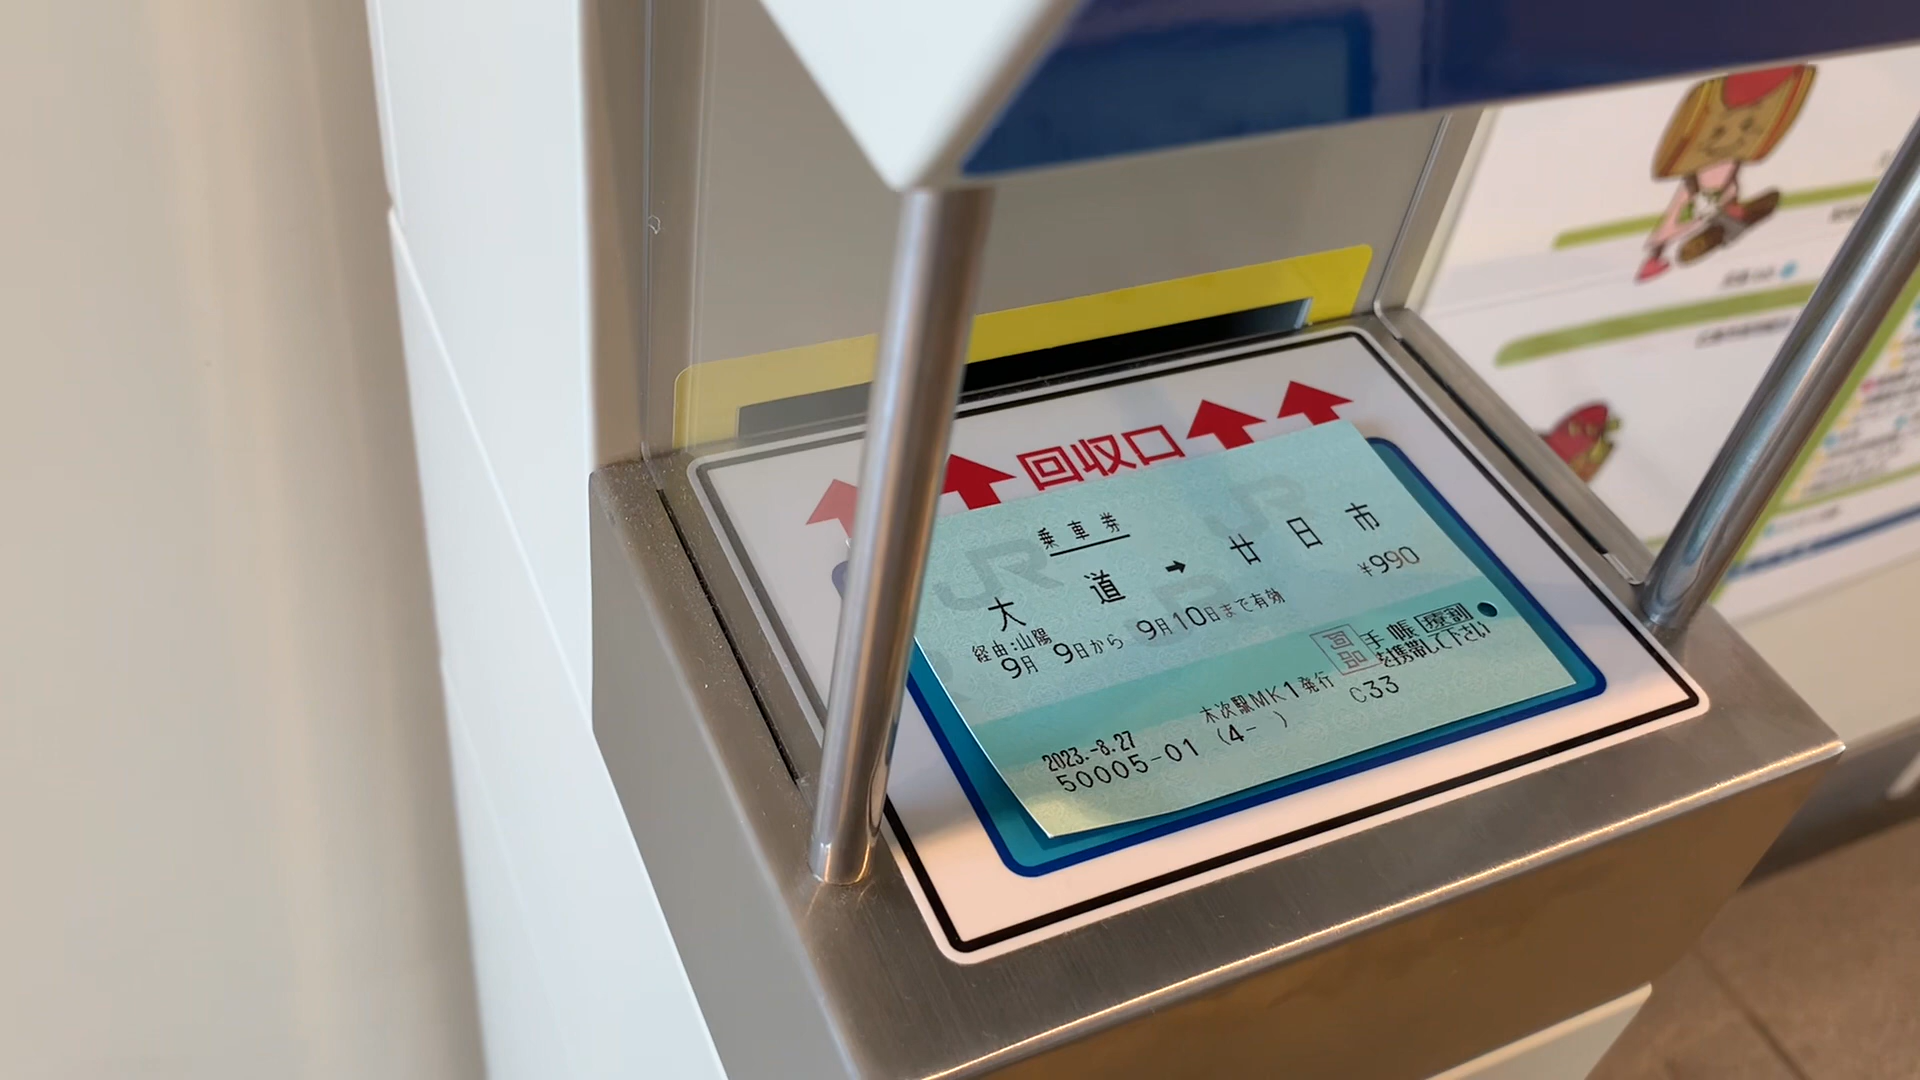 回収口
乗車券
大道 → 廿日市
経由:山陽
¥990
9月 9日から 9月10日まで有効
手帳 療割
を携帯して下さい
木次駅MK1発行 C33
2023.-8.27
50005-01 (4- )